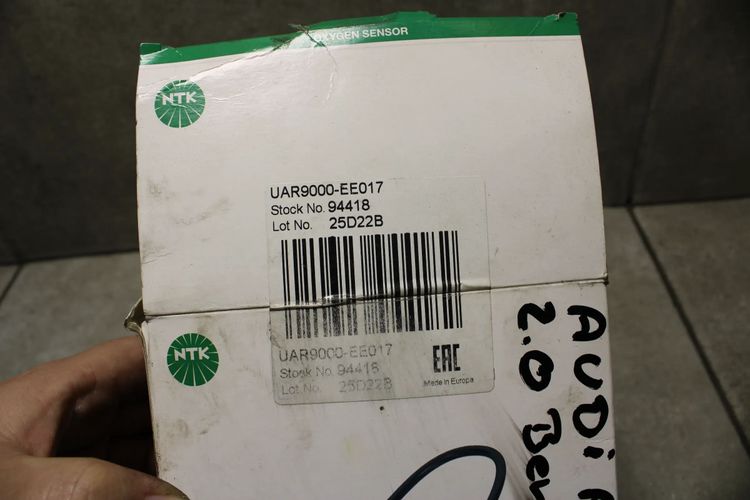 OXYGEN SENSOR
NTK
UAR9000-EE017
Stock No. 94418
Lot No. 25D22B
NTK
UAR9000-EE017
Stock No. 94418
Lot No. 25D22B
EAC
Made in Europa
AUDi
2.0